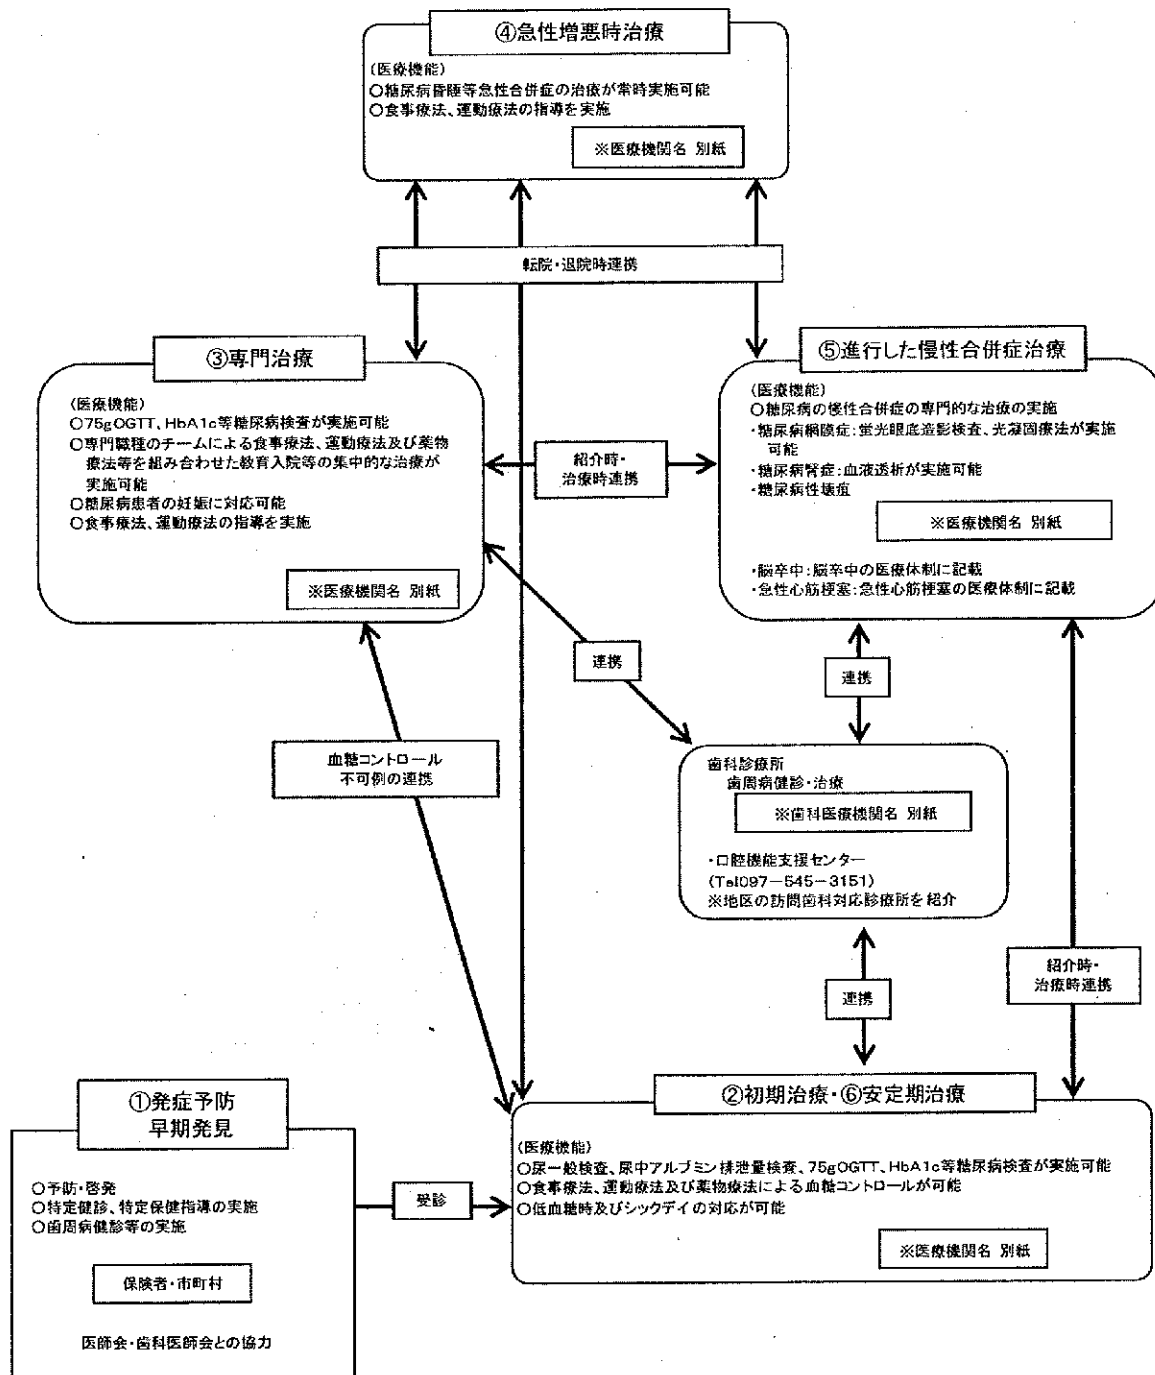 ④急性増悪時治療
(医療機能)
○糖尿病昏睡等急性合併症の治療が常時実施可能
○食事療法、運動療法の指導を実施
※医療機関名 別紙
転院・退院時連携
③専門治療
(医療機能)
○75gOGTT、HbA1c等糖尿病検査が実施可能
○専門職種のチームによる食事療法、運動療法及び薬物
療法等を組み合わせた教育入院等の集中的な治療が
実施可能
○糖尿病患者の妊娠に対応可能
○食事療法、運動療法の指導を実施
※医療機関名 別紙
紹介時・
治療時連携
⑤進行した慢性合併症治療
(医療機能)
○糖尿病の慢性合併症の専門的な治療の実施
・糖尿病網膜症:蛍光眼底造影検査、光凝固療法が実施
可能
・糖尿病腎症:血液透析が実施可能
・糖尿病性壊疽
※医療機関名 別紙
・脳卒中:脳卒中の医療体制に記載
・急性心筋梗塞:急性心筋梗塞の医療体制に記載
連携
連携
血糖コントロール
不可例の連携
歯科診療所
歯周病健診・治療
※歯科医療機関名 別紙
・口腔機能支援センター
(Tel097-545-3151)
※地区の訪問歯科対応診療所を紹介
連携
紹介時・
治療時連携
①発症予防
早期発見
○予防・啓発
○特定健診、特定保健指導の実施
○歯周病健診等の実施
保険者・市町村
医師会・歯科医師会との協力
受診
②初期治療・⑥安定期治療
(医療機能)
○尿一般検査、尿中アルブミン排泄量検査、75gOGTT、HbA1c等糖尿病検査が実施可能
○食事療法、運動療法及び薬物療法による血糖コントロールが可能
○低血糖時及びシックデイの対応が可能
※医療機関名 別紙